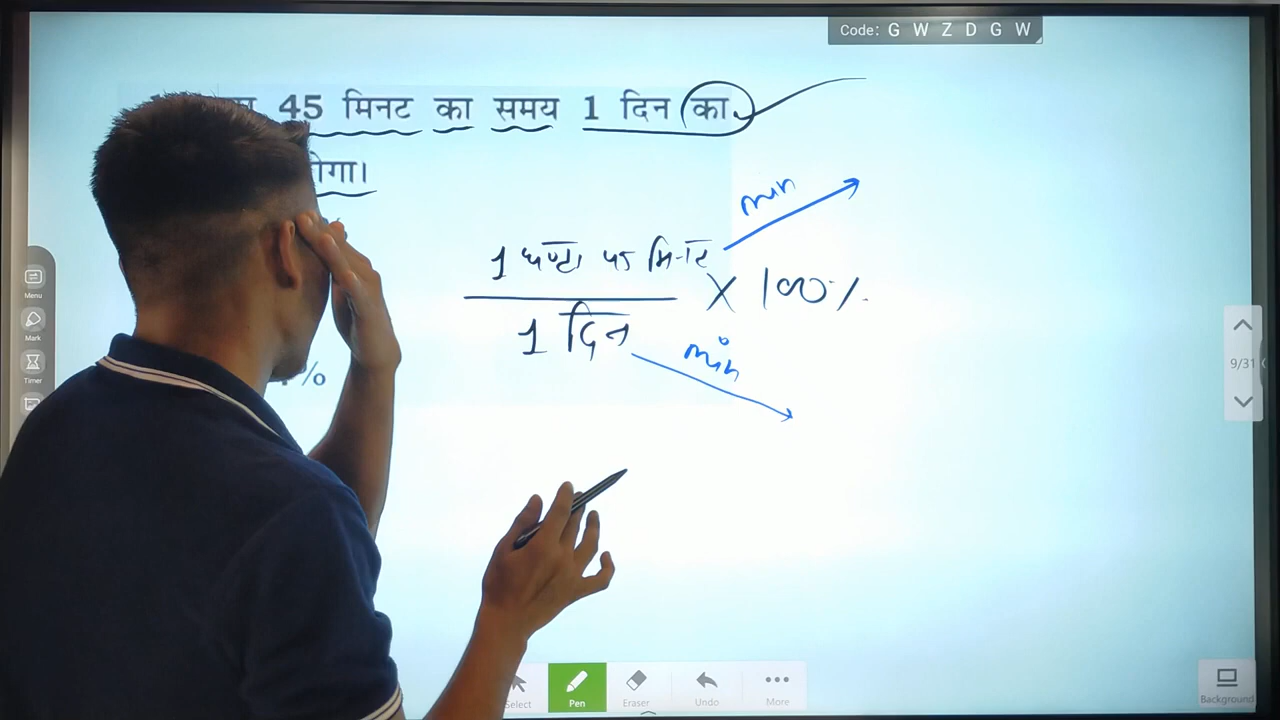 Code: G W Z D G W
45 मिनट का समय 1 दिन का
min
1 घण्टा 45 मिनट
X 100%
1 दिन
min
%
Menu
Mark
Timer
9/31
Select
Pen
Eraser
Undo
More
Background